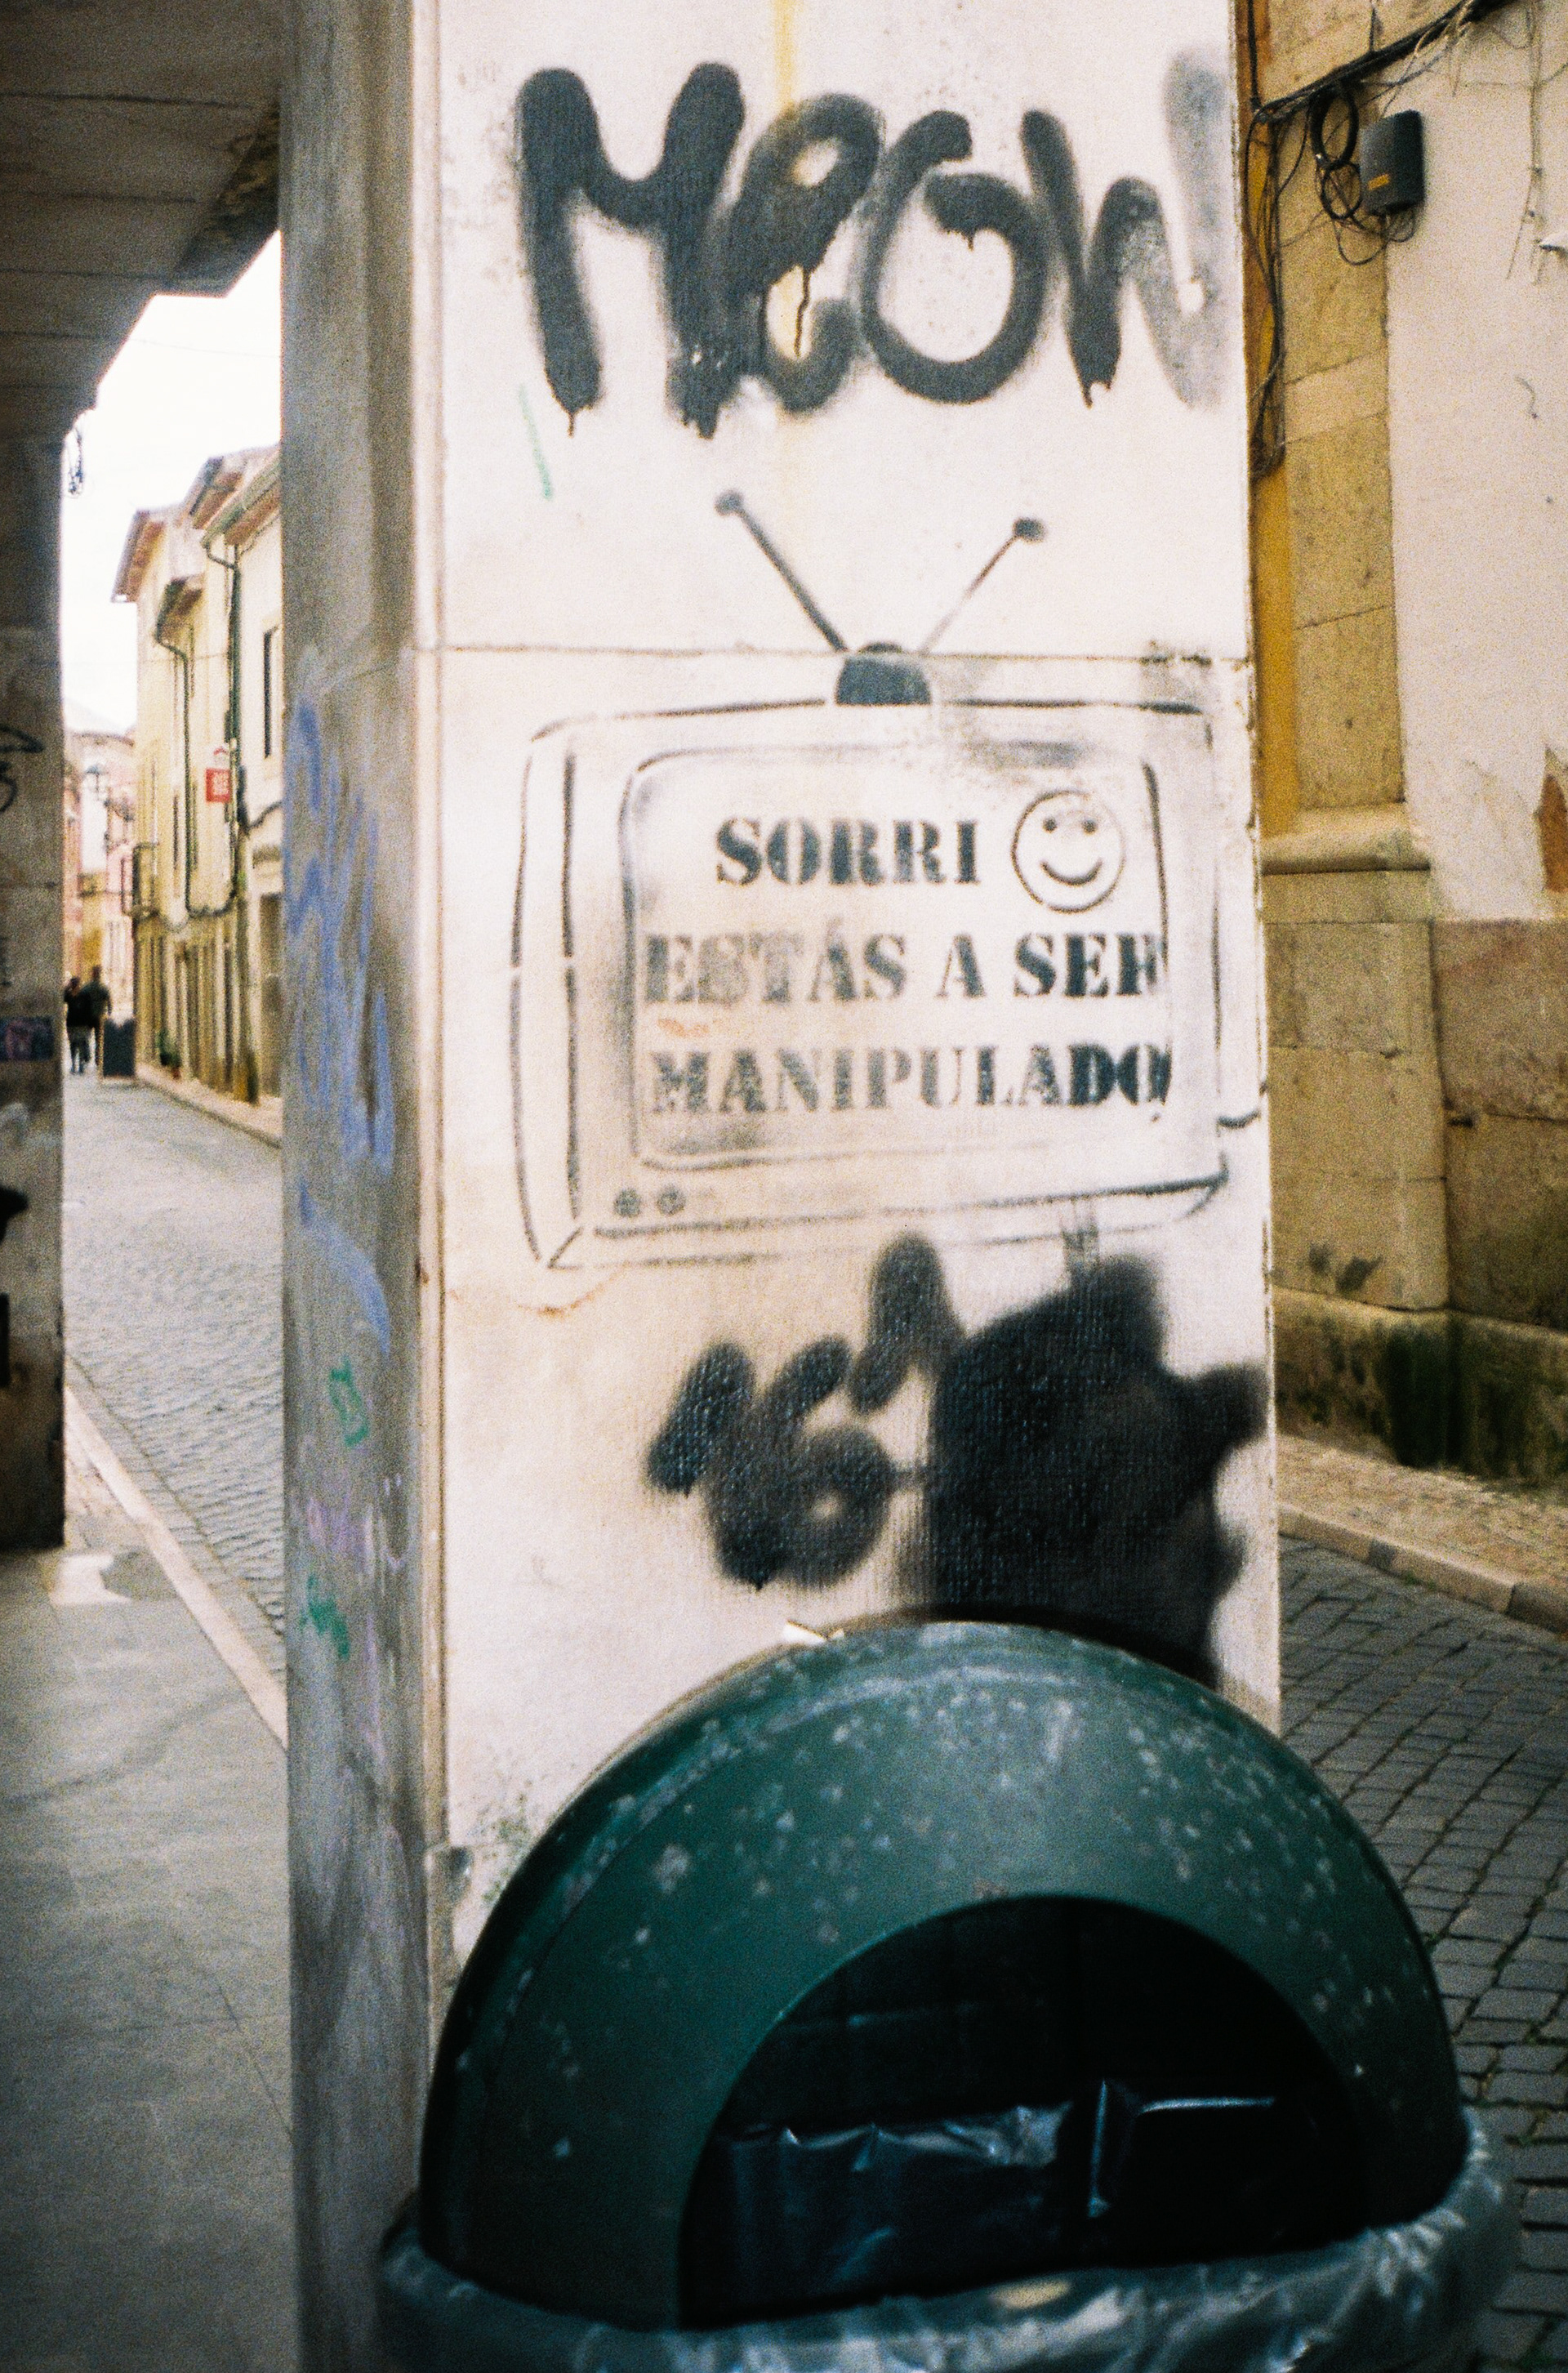 MeOW
SORRI
ESTÁS A SER
MANIPULADO